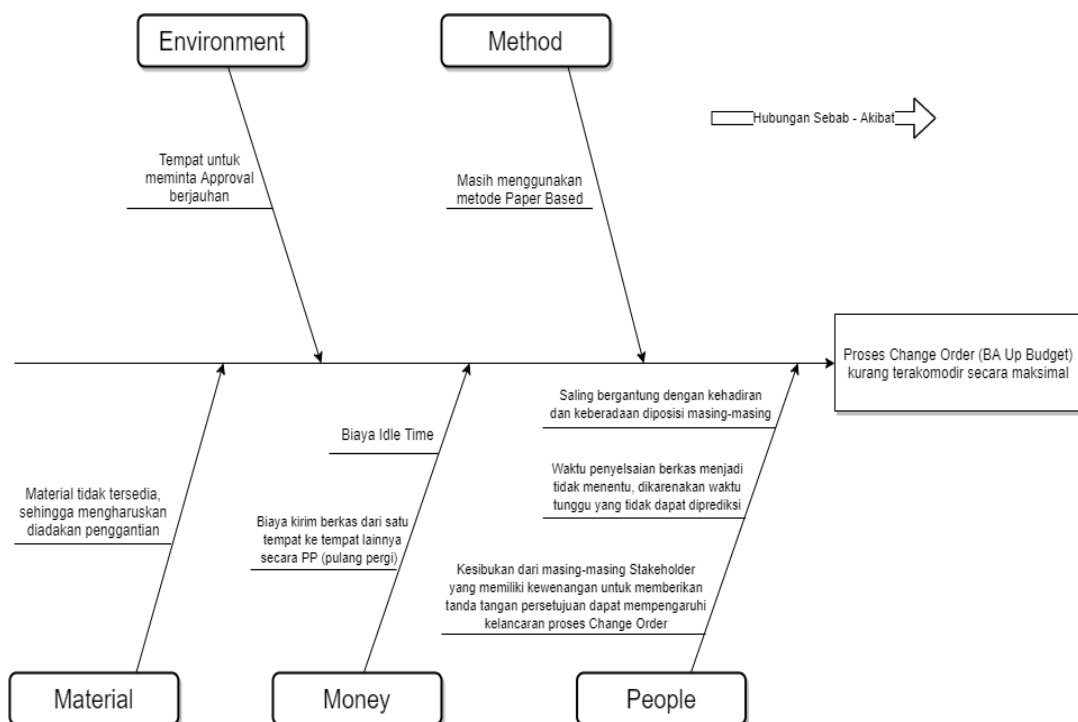 Environment
Method
Hubungan Sebab - Akibat
Tempat untuk
meminta Approval
berjauhan
Masih menggunakan
metode Paper Based
Proses Change Order (BA Up Budget)
kurang terakomodir secara maksimal
Saling bergantung dengan kehadiran
dan keberadaan diposisi masing-masing
Biaya Idle Time
Waktu penyelsaian berkas menjadi
tidak menentu, dikarenakan waktu
tunggu yang tidak dapat diprediksi
Material tidak tersedia,
sehingga mengharuskan
diadakan penggantian
Biaya kirim berkas dari satu
tempat ke tempat lainnya
secara PP (pulang pergi)
Kesibukan dari masing-masing Stakeholder
yang memiliki kewenangan untuk memberikan
tanda tangan persetujuan dapat mempengaruhi
kelancaran proses Change Order
Material
Money
People